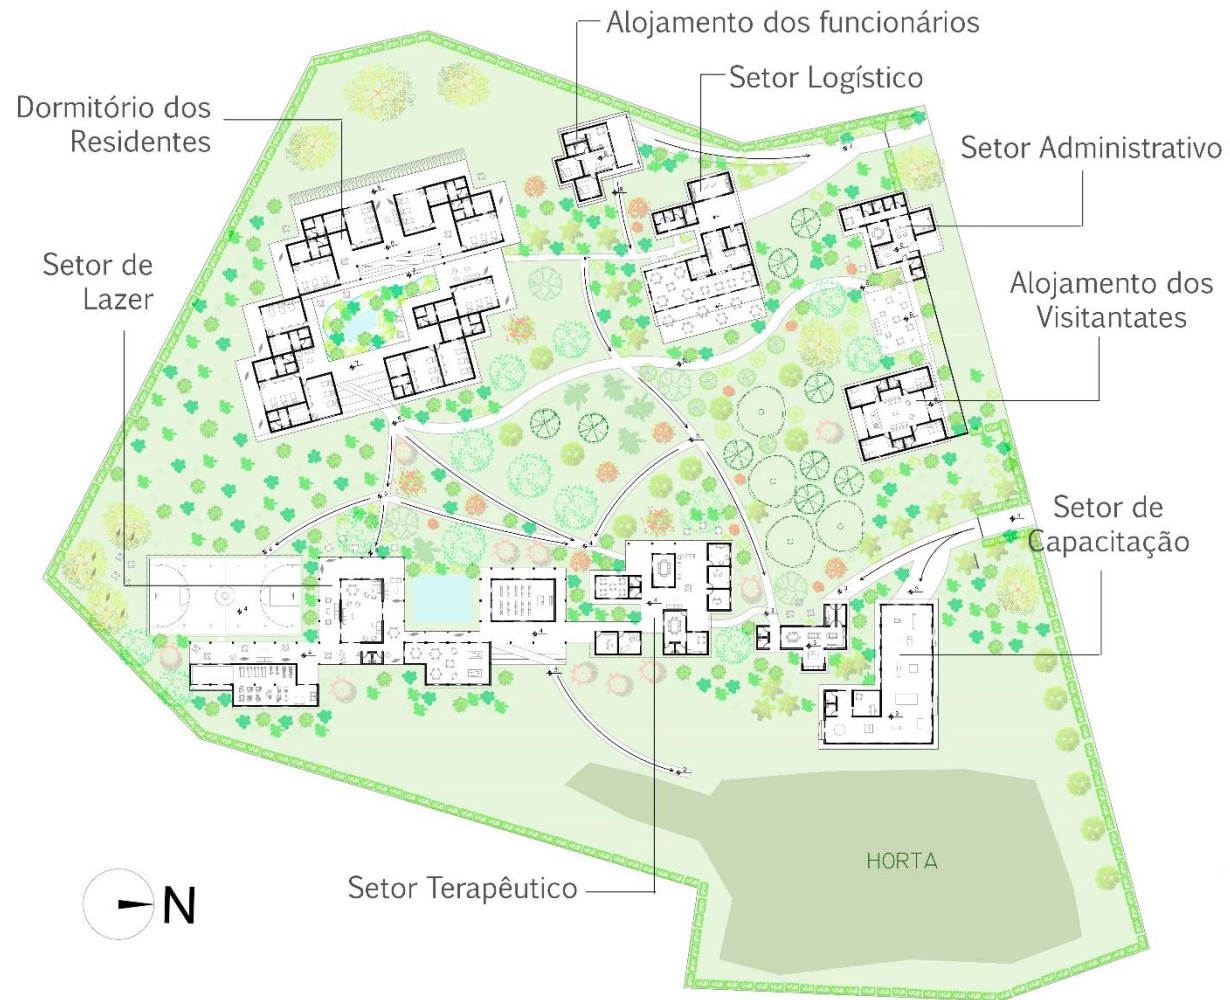 Alojamento dos funcionários
Setor Logístico
Dormitório dos
Residentes
Setor Administrativo
Setor de
Lazer
Alojamento dos
Visitantates
Setor de
Capacitação
HORTA
Setor Terapêutico
N